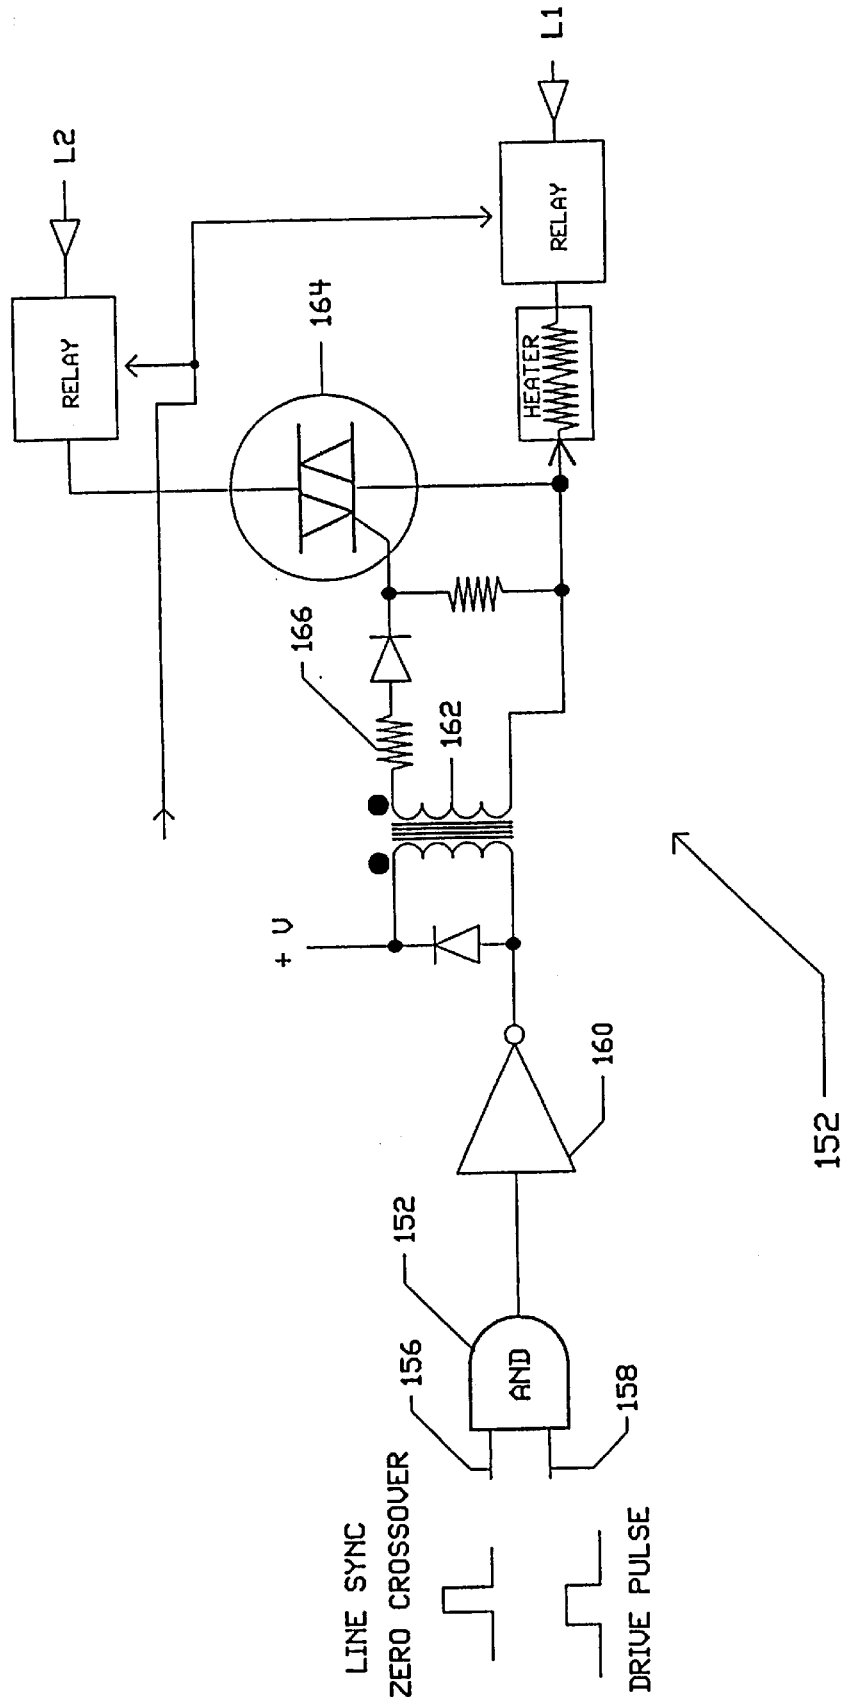 LINE SYNC
ZERO CROSSOVER
DRIVE PULSE
156
158
152
AND
160
+ V
162
166
164
RELAY
L2
HEATER
RELAY
L1
152